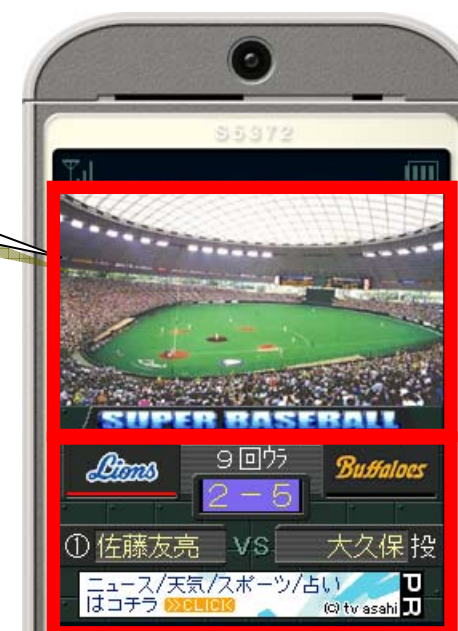 S5372
SUPER BASEBALL
Lions 9回ウラ Buffaloes
2-5
①佐藤友亮 VS 大久保投
ニュース/天気/スポーツ/占い
はコチラ >>CLICK
(C) tv asahi
PR